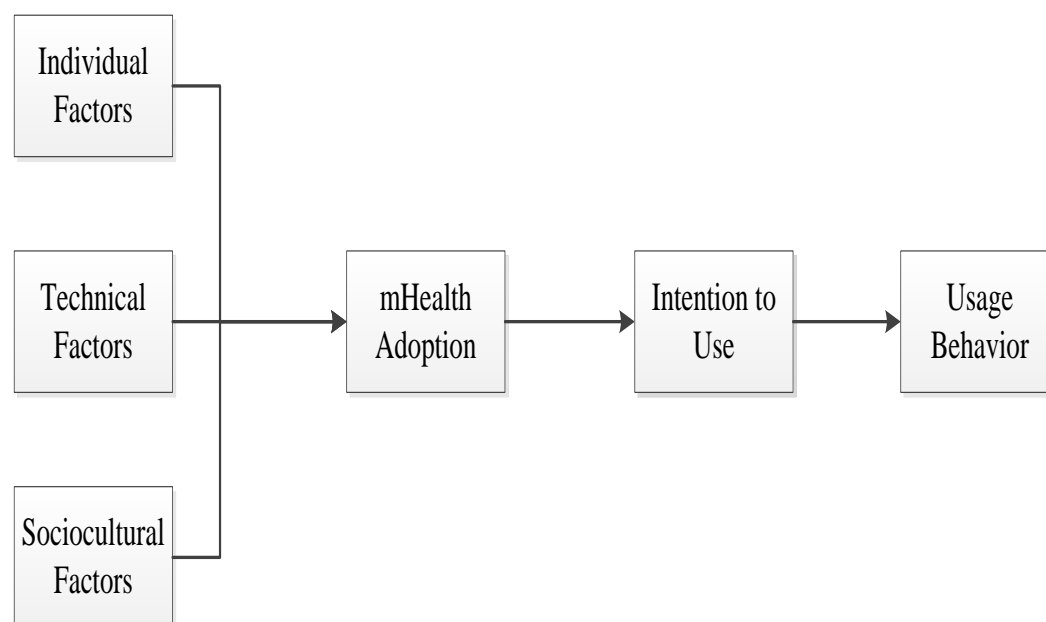 Individual
Factors
Technical
Factors
mHealth
Adoption
Intention to
Use
Usage
Behavior
Sociocultural
Factors